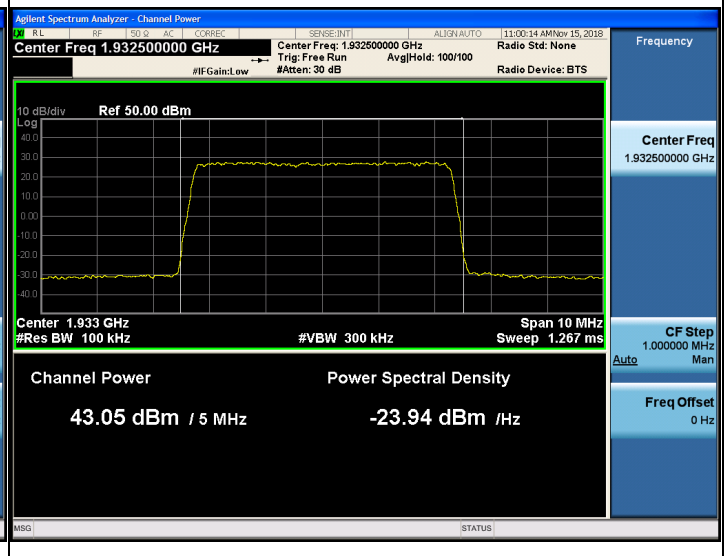 Agilent Spectrum Analyzer - Channel Power
LXI RL RF 50 Ω AC CORREC SENSE:INT ALIGN AUTO 11:00:14 AM Nov 15, 2018
Center Freq 1.932500000 GHz
Center Freq: 1.932500000 GHz
Radio Std: None
Trig: Free Run Avg|Hold: 100/100
#IFGain:Low
#Atten: 30 dB
Radio Device: BTS
10 dB/div Ref 50.00 dBm
Log
40.0
30.0
20.0
10.0
0.00
-10.0
-20.0
-30.0
-40.0
Center 1.933 GHz
Span 10 MHz
#Res BW 100 kHz
#VBW 300 kHz
Sweep 1.267 ms
Channel Power
Power Spectral Density
43.05 dBm / 5 MHz
-23.94 dBm /Hz
MSG
STATUS
Frequency
Center Freq
1.932500000 GHz
CF Step
1.000000 MHz
Auto Man
Freq Offset
0 Hz